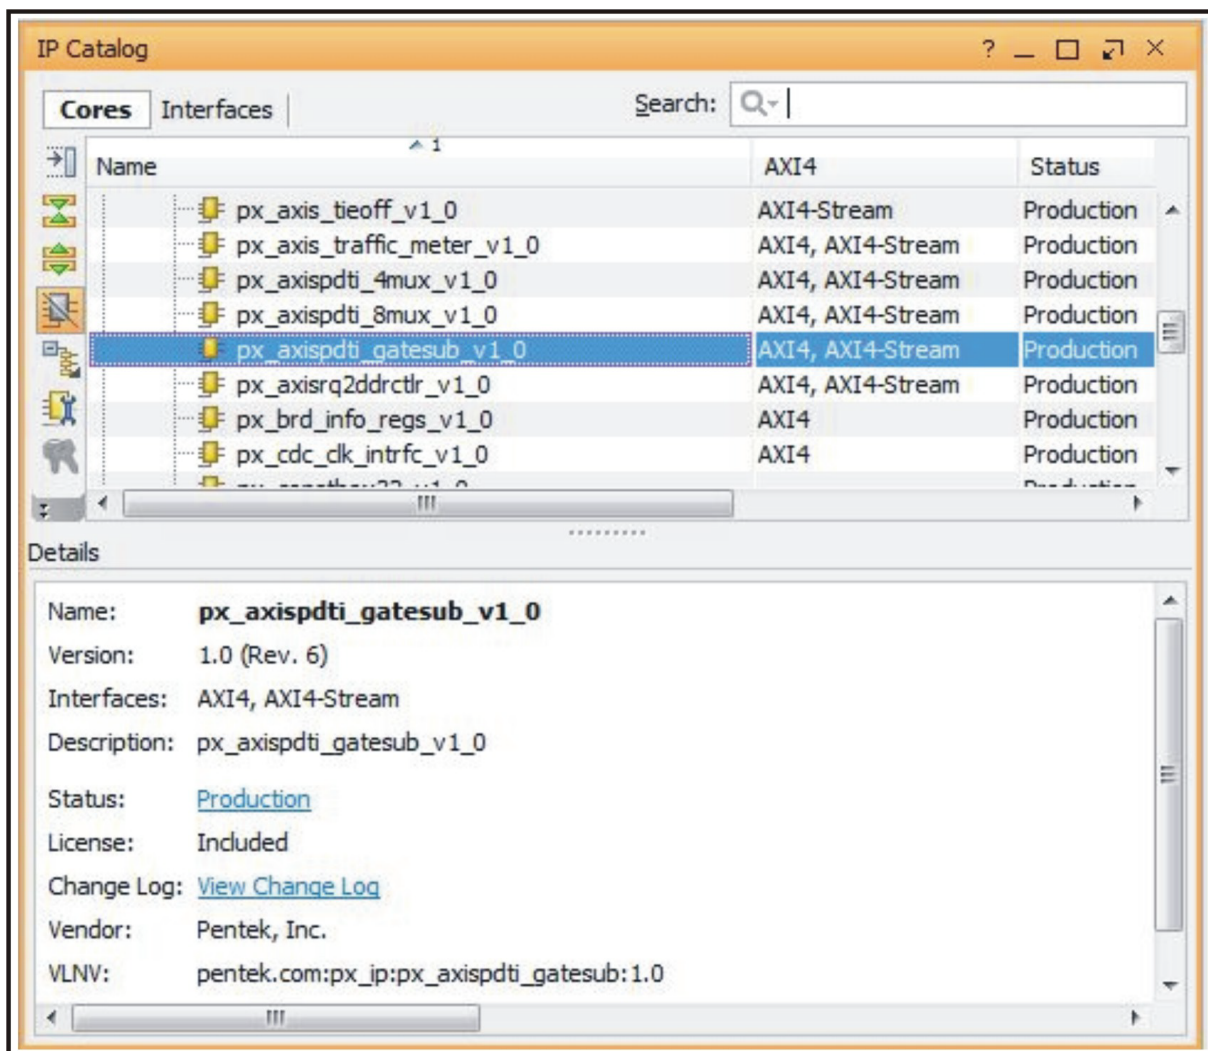 IP Catalog ?
Cores Interfaces Search:
Name 1 AXI4 Status
px_axis_tieoff_v1_0 AXI4-Stream Production
px_axis_traffic_meter_v1_0 AXI4, AXI4-Stream Production
px_axispdti_4mux_v1_0 AXI4, AXI4-Stream Production
px_axispdti_8mux_v1_0 AXI4, AXI4-Stream Production
px_axispdti_gatesub_v1_0 AXI4, AXI4-Stream Production
px_axisrq2ddrctlr_v1_0 AXI4, AXI4-Stream Production
px_brd_info_regs_v1_0 AXI4 Production
px_cdc_clk_intrfc_v1_0 AXI4 Production
Production
Details
Name: px_axispdti_gatesub_v1_0
Version: 1.0 (Rev. 6)
Interfaces: AXI4, AXI4-Stream
Description: px_axispdti_gatesub_v1_0
Status: Production
License: Included
Change Log: View Change Log
Vendor: Pentek, Inc.
VLNV: pentek.com:px_ip:px_axispdti_gatesub:1.0